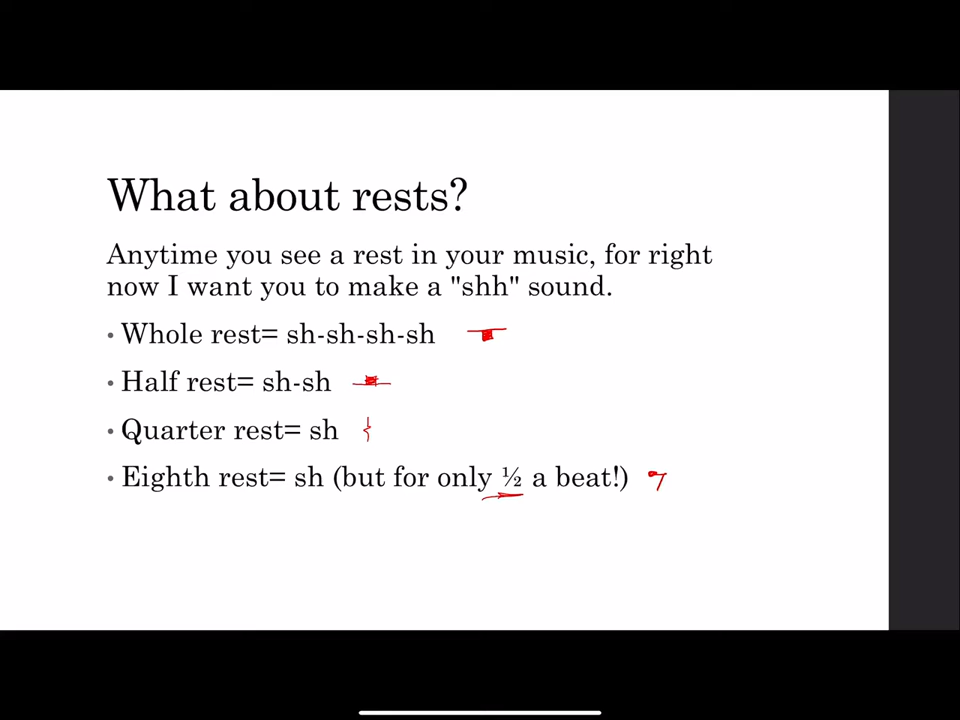 What about rests?
Anytime you see a rest in your music, for right
now I want you to make a "shh" sound.
• Whole rest= sh-sh-sh-sh
• Half rest= sh-sh
• Quarter rest= sh
• Eighth rest= sh (but for only ½ a beat!)